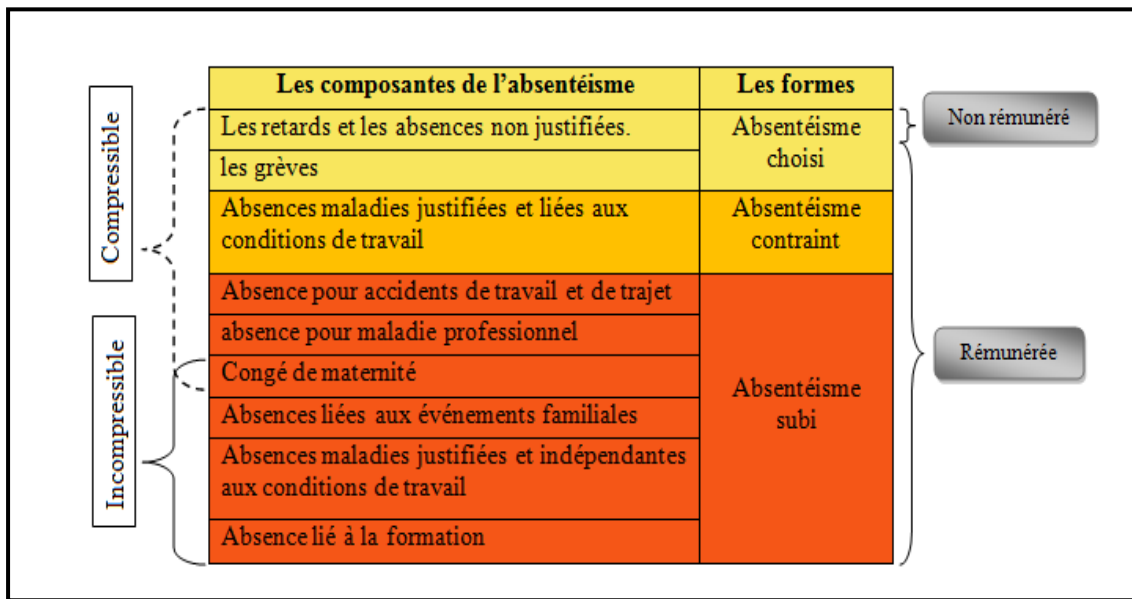 Compressible
Incompressible
Les composantes de l'absentéisme
Les formes
Les retards et les absences non justifiées.
les grèves
Absentéisme
choisi
Absences maladies justifiées et liées aux
conditions de travail
Absentéisme
contraint
Absence pour accidents de travail et de trajet
absence pour maladie professionnel
Congé de maternité
Absences liées aux événements familiales
Absences maladies justifiées et indépendantes
aux conditions de travail
Absence lié à la formation
Absentéisme
subi
Non rémunéré
Rémunérée